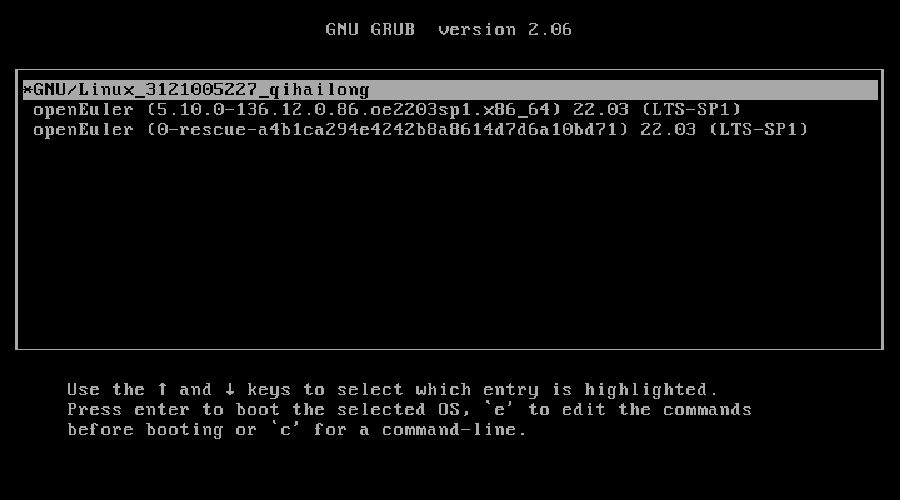 GNU GRUB  version 2.06
*GNU/Linux_3121005227_qihailong
openEuler (5.10.0-136.12.0.86.oe2203sp1.x86_64) 22.03 (LTS-SP1)
openEuler (0-rescue-a4b1ca294e4242b8a8614d7d6a10bd71) 22.03 (LTS-SP1)
Use the ↑ and ↓ keys to select which entry is highlighted.
Press enter to boot the selected OS, `e' to edit the commands
before booting or `c' for a command-line.